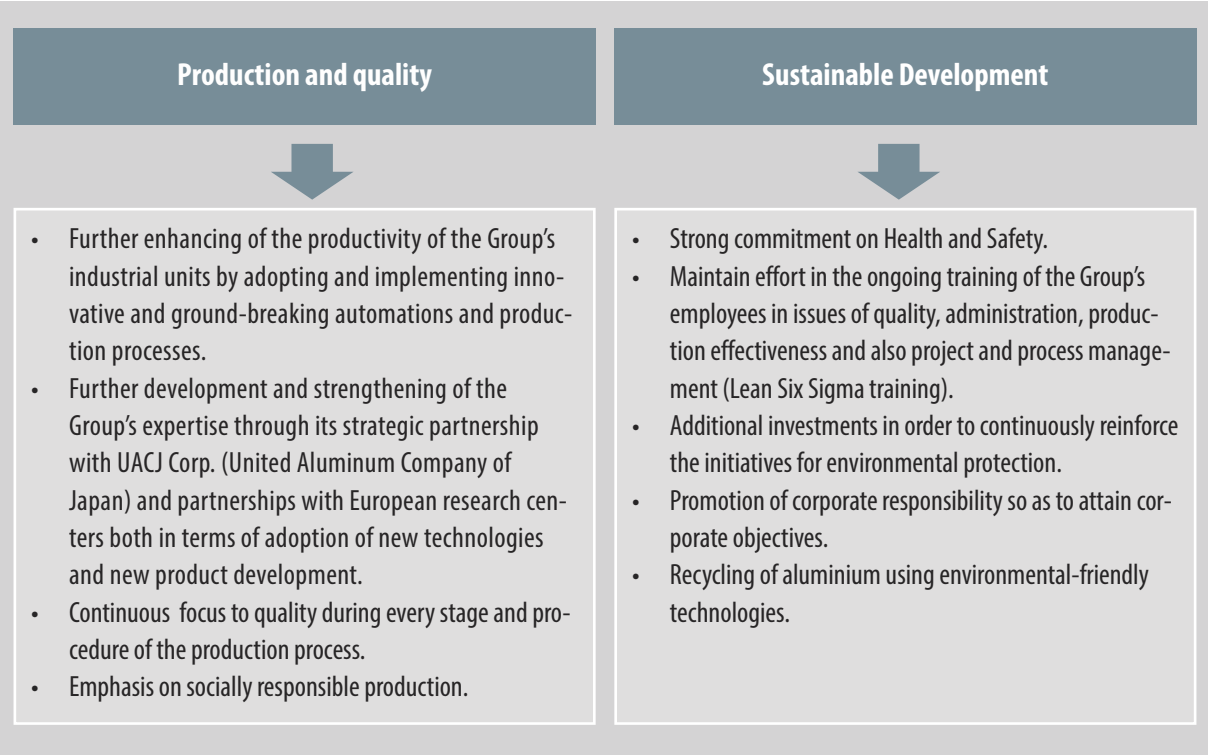 Production and quality
• Further enhancing of the productivity of the Group’s
industrial units by adopting and implementing inno-
vative and ground-breaking automations and produc-
tion processes.
• Further development and strengthening of the
Group’s expertise through its strategic partnership
with UACJ Corp. (United Aluminum Company of
Japan) and partnerships with European research cen-
ters both in terms of adoption of new technologies
and new product development.
• Continuous focus to quality during every stage and pro-
cedure of the production process.
• Emphasis on socially responsible production.
Sustainable Development
• Strong commitment on Health and Safety.
• Maintain effort in the ongoing training of the Group’s
employees in issues of quality, administration, produc-
tion effectiveness and also project and process manage-
ment (Lean Six Sigma training).
• Additional investments in order to continuously reinforce
the initiatives for environmental protection.
• Promotion of corporate responsibility so as to attain cor-
porate objectives.
• Recycling of aluminium using environmental-friendly
technologies.